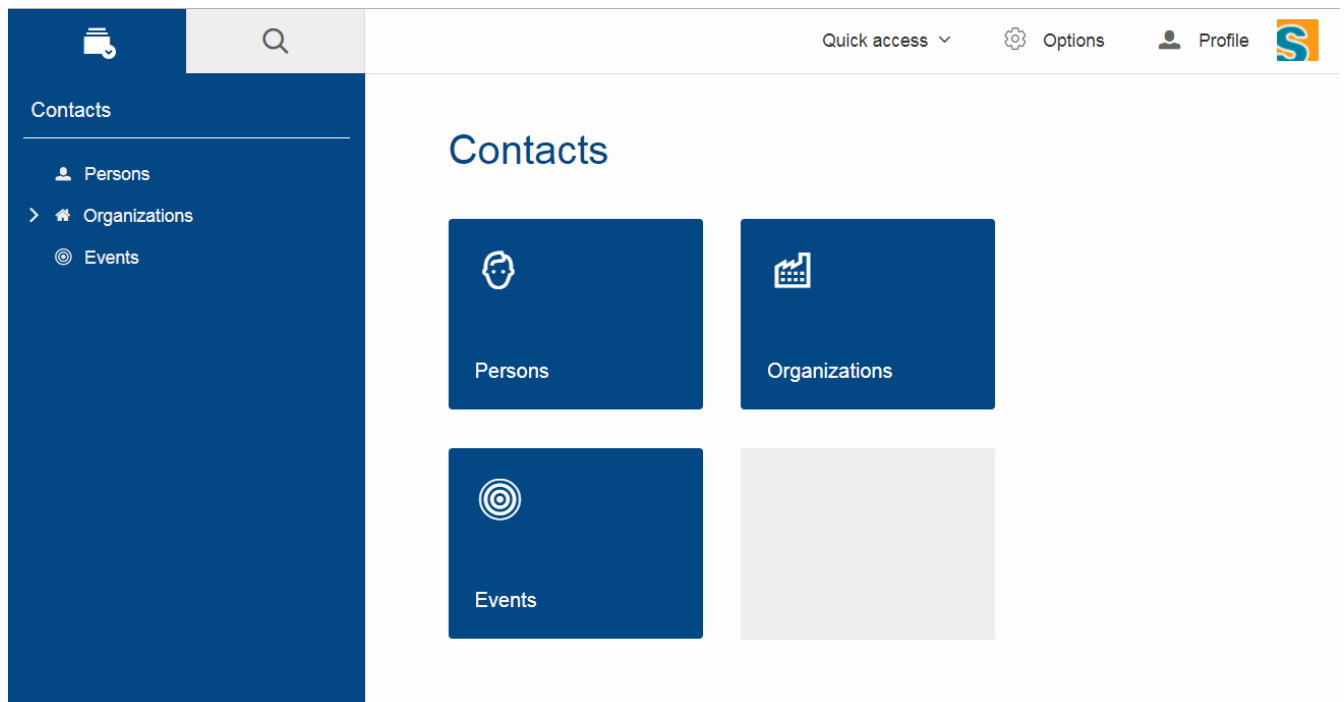 Quick access
Options
Profile
Contacts
Persons
Organizations
Events
Contacts
Persons
Organizations
Events